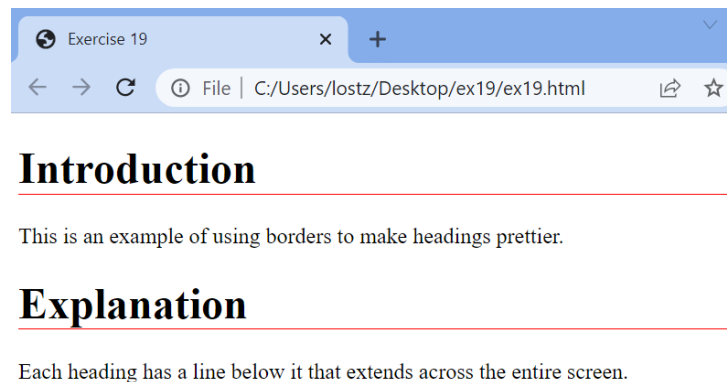 Exercise 19
File | C:/Users/lostz/Desktop/ex19/ex19.html
Introduction
This is an example of using borders to make headings prettier.
Explanation
Each heading has a line below it that extends across the entire screen.